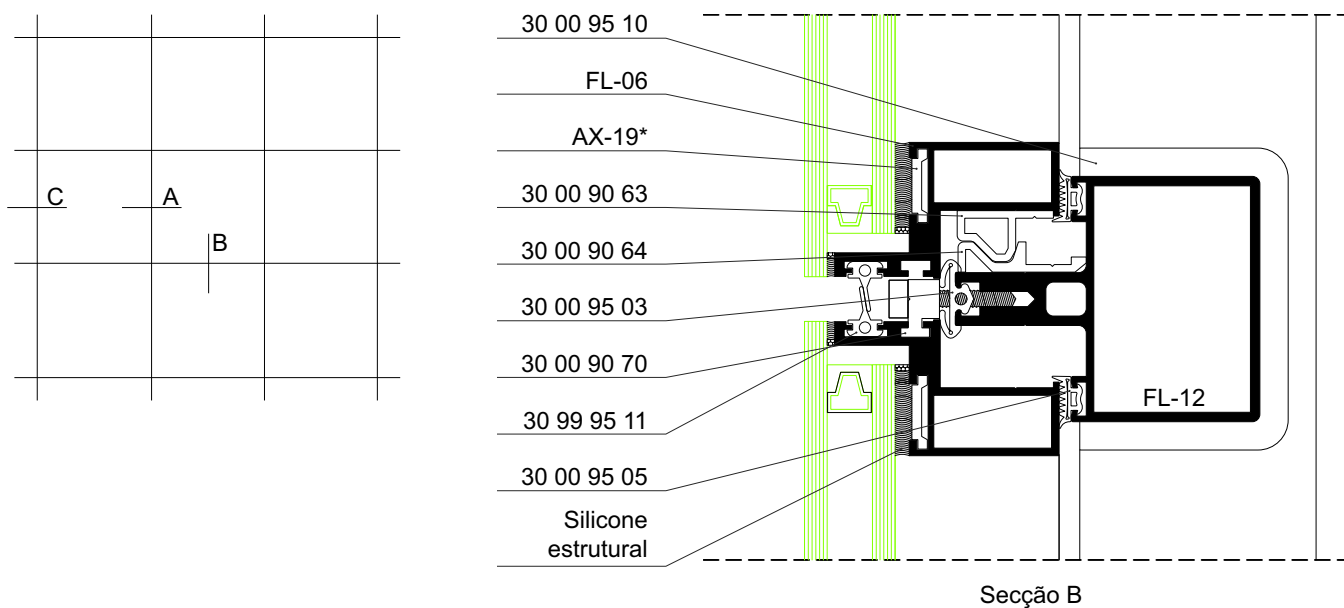 C
A
B
30 00 95 10
FL-06
AX-19*
30 00 90 63
30 00 90 64
30 00 95 03
30 00 90 70
30 99 95 11
30 00 95 05
Silicone
estrutural
FL-12
Secção B